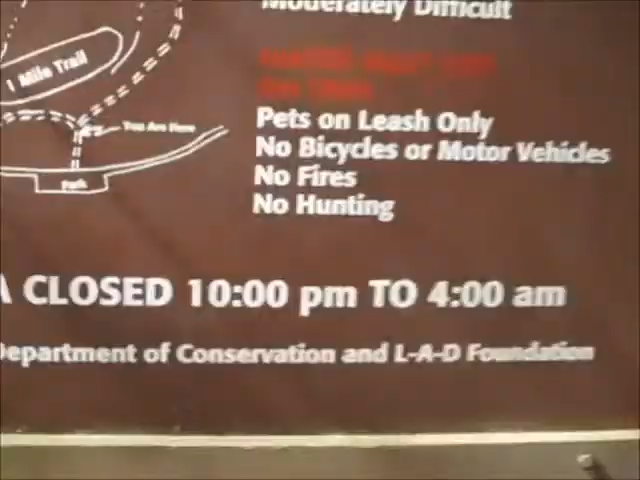 Moderately Difficult
1 Mile Trail
You Are Here
Pets on Leash Only
No Bicycles or Motor Vehicles
Park
No Fires
No Hunting
CLOSED 10:00 pm TO 4:00 am
Department of Conservation and L-A-D Foundation